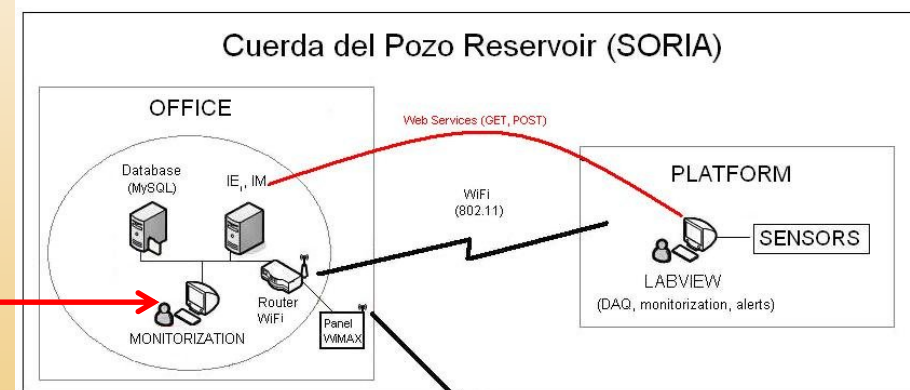 Cuerda del Pozo Reservoir (SORIA)
OFFICE
Web Services (GET, POST)
Database
(MySQL)
IE,, IM
WiFi
(802.11)
PLATFORM
SENSORS
LABVIEW
(DAQ, monitorization, alerts)
Router
WiFi
Panel
WIMAX
MONITORIZATION